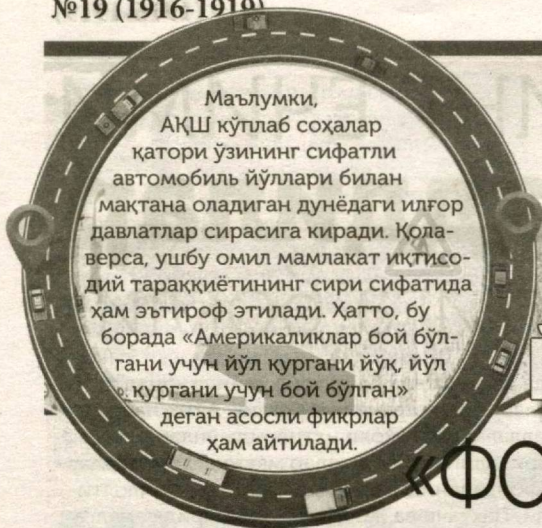 №19 (1916-1919)
Маълумки,
АҚШ кўплаб соҳалар
қатори ўзининг сифатли
автомобиль йўллари билан
мақтана оладиган дунёдаги илғор
давлатлар сирасига киради. Қола-
верса, ушбу омил мамлакат иқтисо-
дий тараққиётининг сири сифатида
ҳам эътироф этилади. Ҳатто, бу
борада «Америкаликлар бой бўл-
гани учун йўл қургани йўқ, йўл
қургани учун бой бўлган»
деган асосли фикрлар
ҳам айтилади.
«ФО